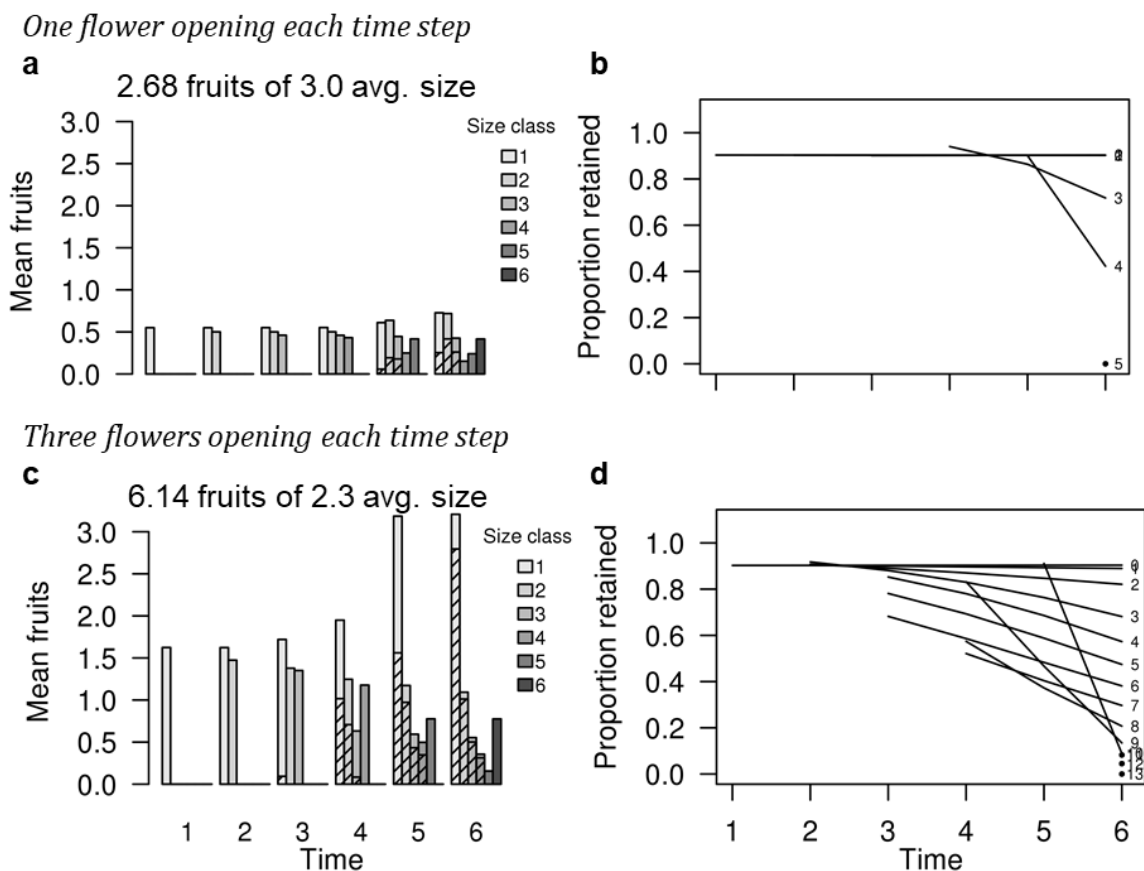 One flower opening each time step
a
2.68 fruits of 3.0 avg. size
Mean fruits
3.0
2.5
2.0
1.5
1.0
0.5
0.0
Size class
1
2
3
4
5
6
b
Proportion retained
1.0
0.8
0.6
0.4
0.2
0.0
3
4
5
Three flowers opening each time step
c
6.14 fruits of 2.3 avg. size
Mean fruits
3.0
2.5
2.0
1.5
1.0
0.5
0.0
Size class
1
2
3
4
5
6
1 2 3 4 5 6
Time
d
Proportion retained
1.0
0.8
0.6
0.4
0.2
0.0
0
1
2
3
4
5
6
7
8
9
12
13
1 2 3 4 5 6
Time